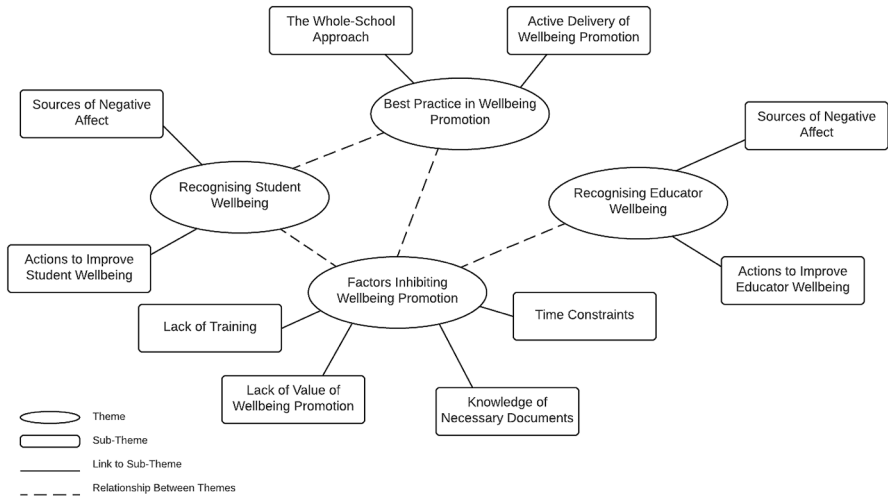 The Whole-School
Approach
Active Delivery of
Wellbeing Promotion
Sources of Negative
Affect
Best Practice in Wellbeing
Promotion
Sources of Negative
Affect
Recognising Student
Wellbeing
Recognising Educator
Wellbeing
Actions to Improve
Student Wellbeing
Factors Inhibiting
Wellbeing Promotion
Actions to Improve
Educator Wellbeing
Lack of Training
Time Constraints
Lack of Value of
Wellbeing Promotion
Knowledge of
Necessary Documents
Theme
Sub-Theme
Link to Sub-Theme
Relationship Between Themes